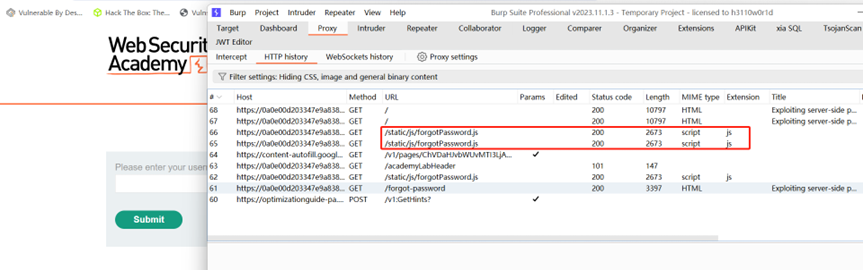 Vulnerable By Des...
Hack The Box: The...
Vuln
Web Securit
Academy
Please enter your usern
Submit
Burp Project Intruder Repeater View Help
Burp Suite Professional v2023.11.1.3 - Temporary Project - licensed to h3110w0r1d
Target Dashboard Proxy Intruder Repeater Collaborator Logger Comparer Organizer Extensions APIKit xia SQL TsojanScan
JWT Editor
Intercept HTTP history WebSockets history Proxy settings
Filter settings: Hiding CSS, image and general binary content
# Host Method URL Params Edited Status code Length MIME type Extension Title
68 https://0a0e00d203347e9a838... GET / 200 10797 HTML Exploiting server-side p...
67 https://0a0e00d203347e9a838... GET / 200 10797 HTML Exploiting server-side p...
66 https://0a0e00d203347e9a838... GET /static/js/forgotPassword.js 200 2673 script js
65 https://0a0e00d203347e9a838... GET /static/js/forgotPassword.js 200 2673 script js
64 https://content-autofill.googl... GET /v1/pages/ChVDaHJvbWUvMTI3LjA... ✓
63 https://0a0e00d203347e9a838... GET /academyLabHeader 101 147
62 https://0a0e00d203347e9a838... GET /static/js/forgotPassword.js 200 2673 script js
61 https://0a0e00d203347e9a838... GET /forgot-password 200 3397 HTML Exploiting server-side p...
60 https://optimizationguide-pa... POST /v1:GetHints? ✓